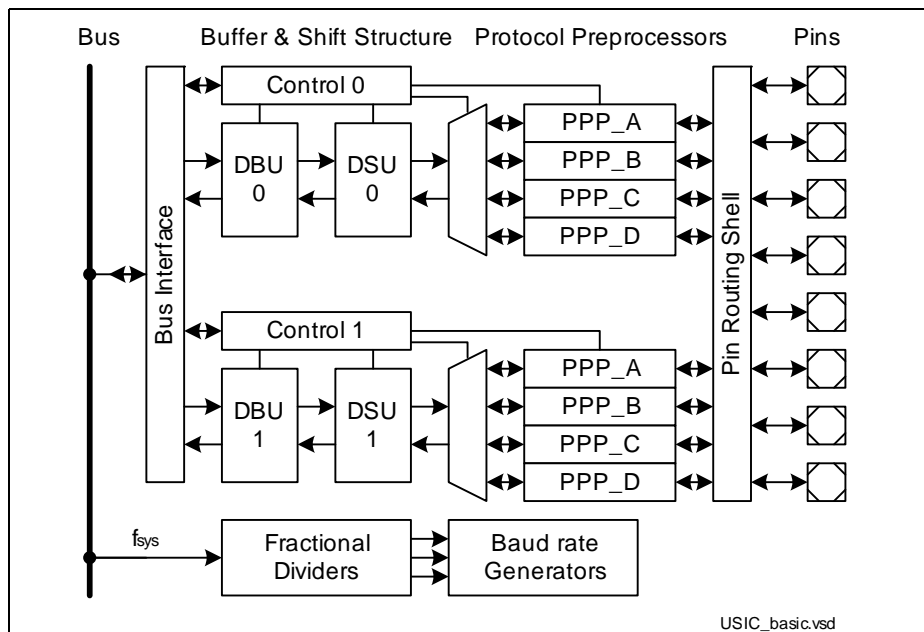 Bus
Buffer & Shift Structure
Protocol Preprocessors
Pins
Control 0
DBU
0
DSU
0
PPP_A
PPP_B
PPP_C
PPP_D
Bus Interface
Pin Routing Shell
Control 1
DBU
1
DSU
1
PPP_A
PPP_B
PPP_C
PPP_D
fsys
Fractional
Dividers
Baud rate
Generators
USIC_basic.vsd